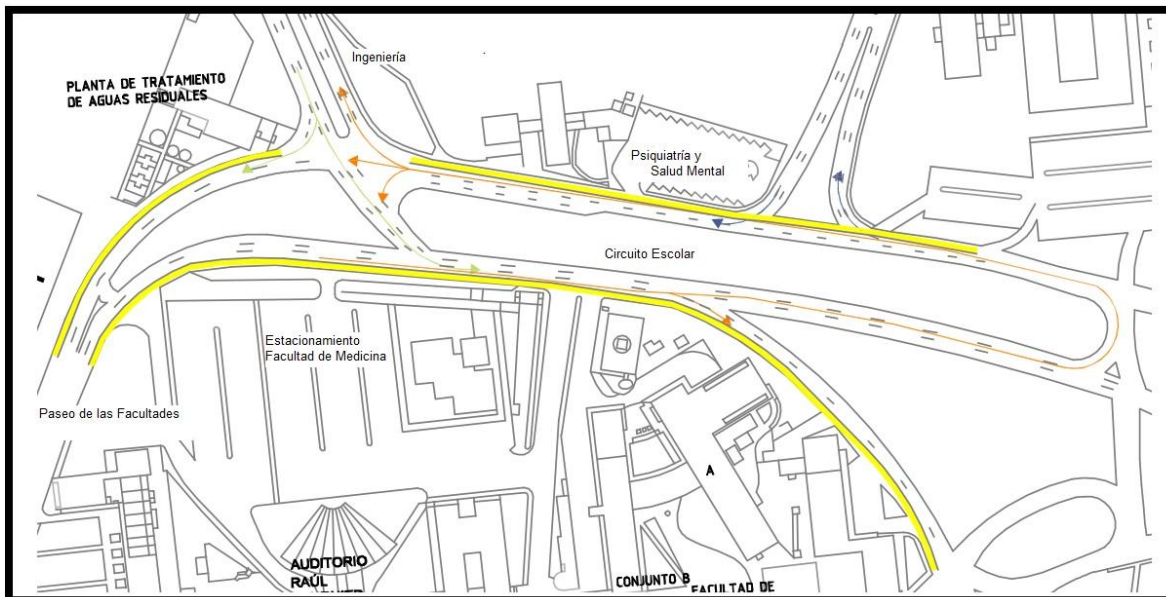 Ingeniería
PLANTA DE TRATAMIENTO
DE AGUAS RESIDUALES
Psiquiatría y
Salud Mental
Circuito Escolar
Estacionamiento
Facultad de Medicina
Paseo de las Facultades
A
AUDITORIO
RAÚL
CONJUNTO B
FACULTAD DE